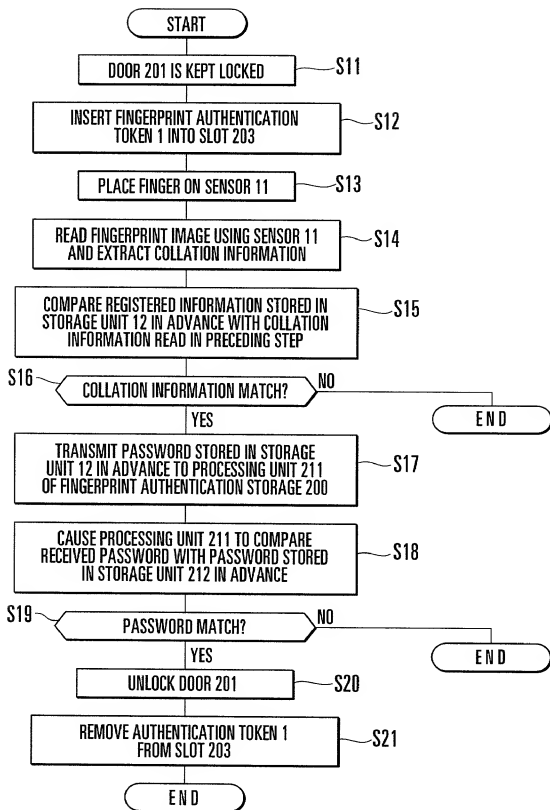 START
DOOR 201 IS KEPT LOCKED
S11
INSERT FINGERPRINT AUTHENTICATION
TOKEN 1 INTO SLOT 203
S12
PLACE FINGER ON SENSOR 11
S13
READ FINGERPRINT IMAGE USING SENSOR 11
AND EXTRACT COLLATION INFORMATION
S14
COMPARE REGISTERED INFORMATION STORED IN
STORAGE UNIT 12 IN ADVANCE WITH COLLATION
INFORMATION READ IN PRECEDING STEP
S15
S16
COLLATION INFORMATION MATCH?
NO
END
YES
TRANSMIT PASSWORD STORED IN STORAGE
UNIT 12 IN ADVANCE TO PROCESSING UNIT 211
OF FINGERPRINT AUTHENTICATION STORAGE 200
S17
CAUSE PROCESSING UNIT 211 TO COMPARE
RECEIVED PASSWORD WITH PASSWORD STORED
IN STORAGE UNIT 212 IN ADVANCE
S18
S19
PASSWORD MATCH?
NO
END
YES
UNLOCK DOOR 201
S20
REMOVE AUTHENTICATION TOKEN 1
FROM SLOT 203
S21
END